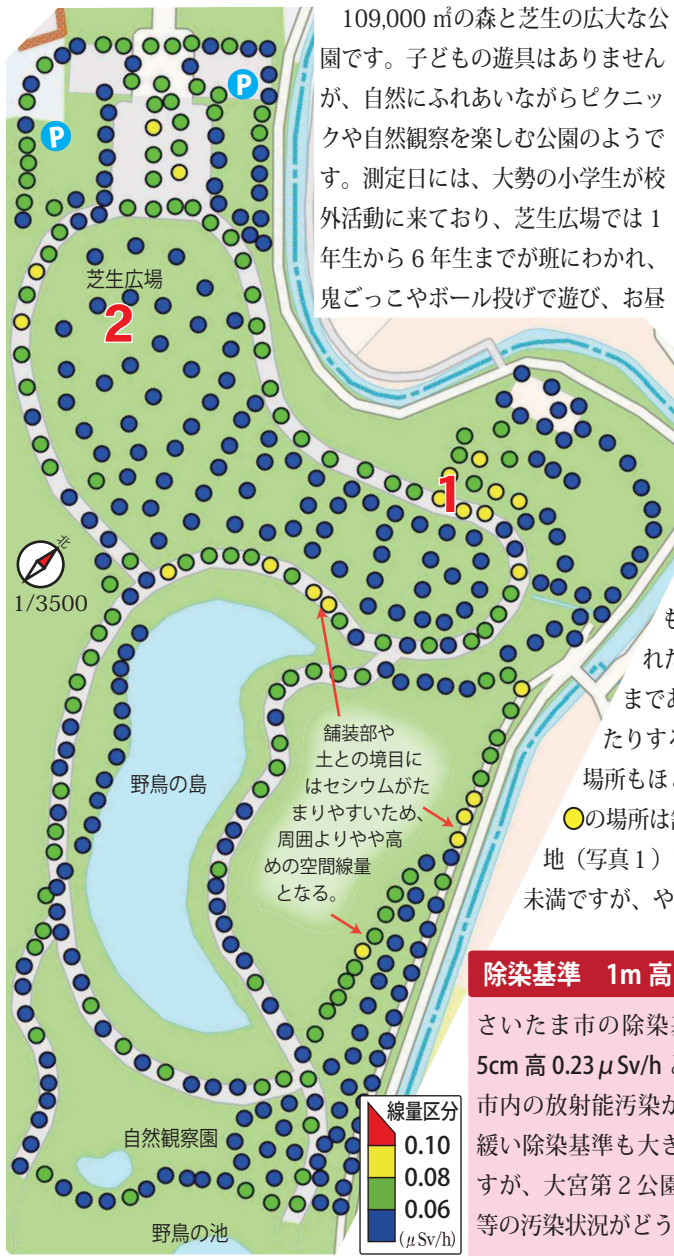 109,000 ㎡の森と芝生の広大な公
園です。子どもの遊具はありません
が、自然にふれあいながらピクニッ
クや自然観察を楽しむ公園のようで
す。測定日には、大勢の小学生が校
外活動に来ており、芝生広場では 1
年生から 6 年生までが班にわかれ、
鬼ごっこやボール投げで遊び、お昼
P
P
芝生広場
2
1
北
1/3500
も
れた
まであ
たりする
場所もほ
の場所は
地（写真1）
未満ですが、や
舗装部や
土との境目に
はセシウムがた
まりやすいため、
周囲よりやや高
めの空間線量
となる。
野鳥の島
自然観察園
野鳥の池
線量区分
0.10
0.08
0.06
(μSv/h)
除染基準 1m 高
さいたま市の除染
5cm 高 0.23μSv/h
市内の放射能汚染が
緩い除染基準も大き
すが、大宮第２公園
等の汚染状況がどう